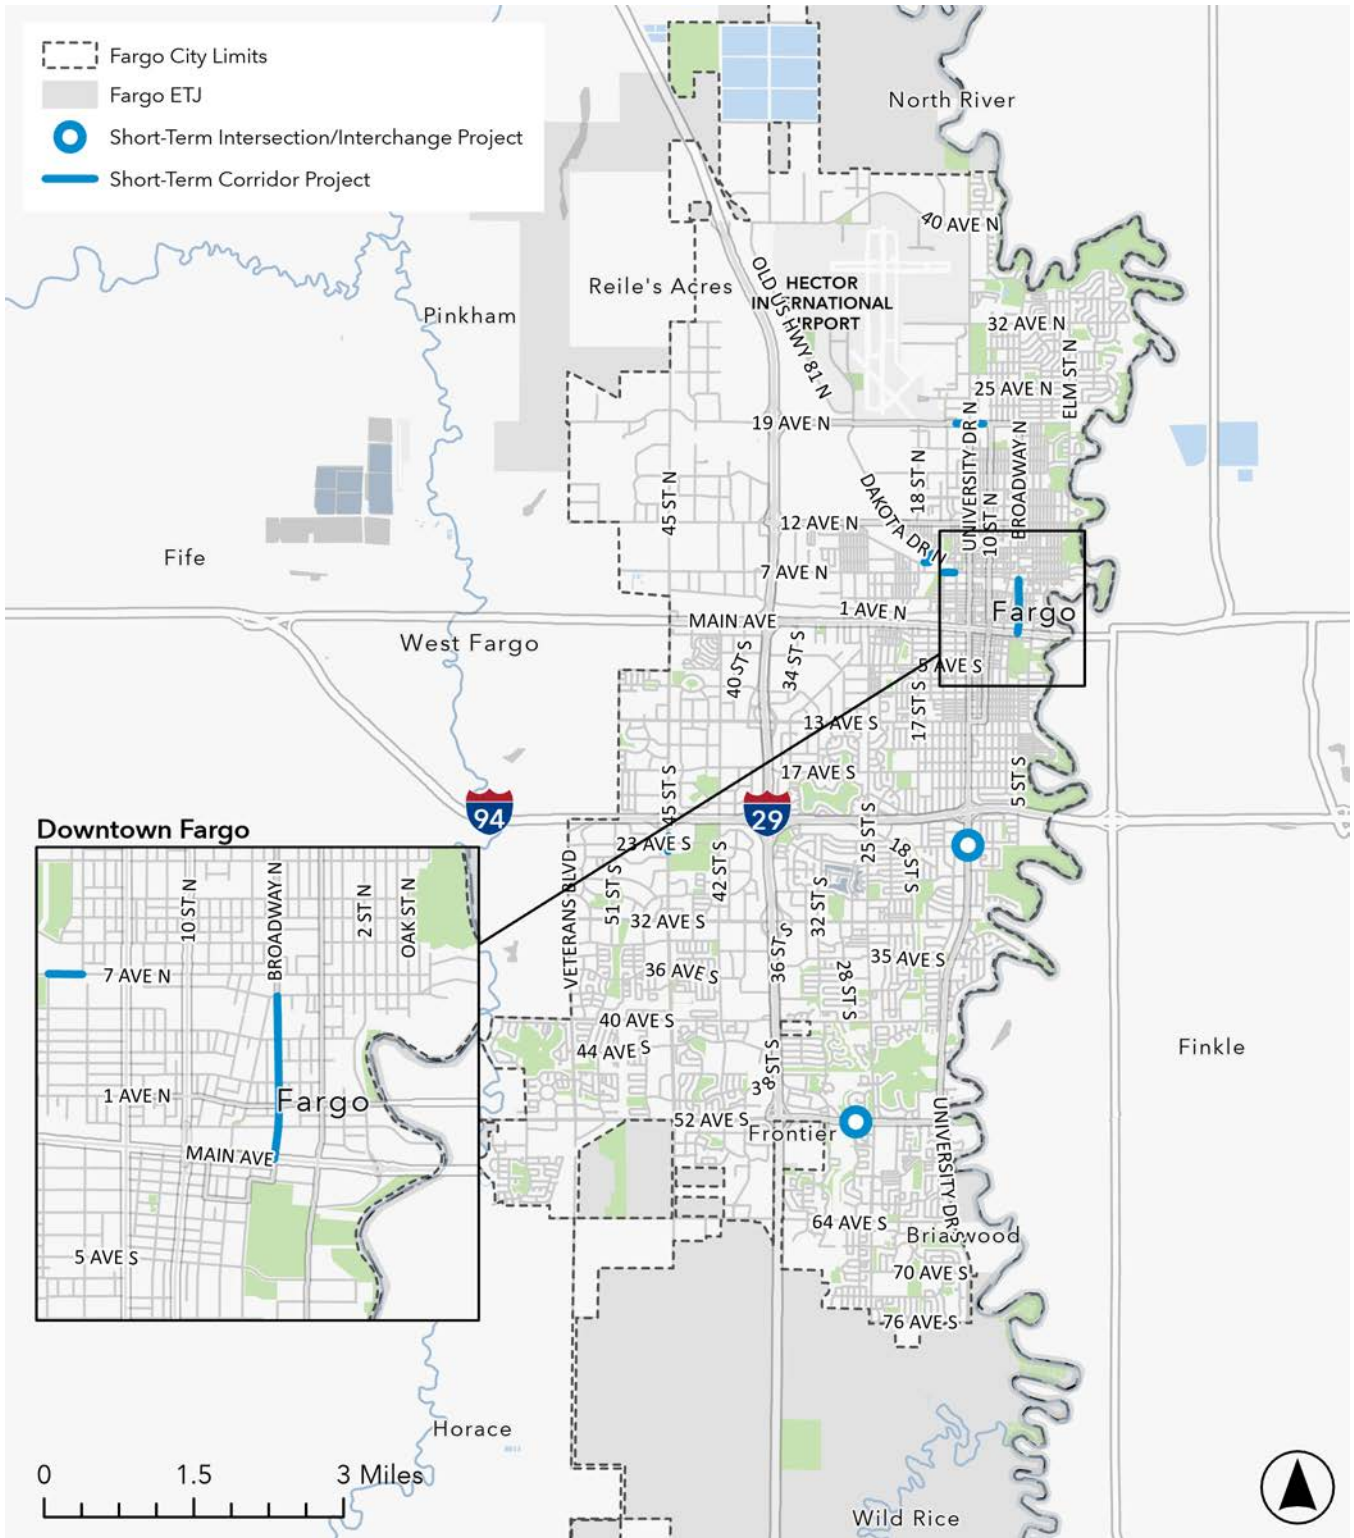 Fargo City Limits
Fargo ETJ
Short-Term Intersection/Interchange Project
Short-Term Corridor Project
North River
40 AVE N
Reile's Acres
OLD US HWY 81 N
HECTOR
INTERNATIONAL
AIRPORT
Pinkham
32 AVE N
ELM ST N
25 AVE N
19 AVE N
UNIVERSITY DR N
BROADWAY N
18 ST N
45 ST N
DAKOTA DR N
10 ST N
12 AVE N
Fife
7 AVE N
1 AVE N
Fargo
MAIN AVE
West Fargo
40 ST S
34 ST S
5 AVE S
17 ST S
13 AVE S
17 AVE S
5 ST S
45 ST S
94
29
23 AVE S
25 ST S
18 ST S
42 ST S
VETERANS BLVD
51 ST S
32 ST S
32 AVE S
36 ST S
35 AVE S
36 AVE S
28 ST S
40 AVE S
44 AVE S
38 ST S
Finkle
52 AVE S
Frontier
UNIVERSITY DR S
64 AVE S
Briarwood
70 AVE S
76 AVE S
Horace
Wild Rice
Downtown Fargo
10 ST N
BROADWAY N
2 ST N
OAK ST N
7 AVE N
1 AVE N
Fargo
MAIN AVE
5 AVE S
0 1.5 3 Miles